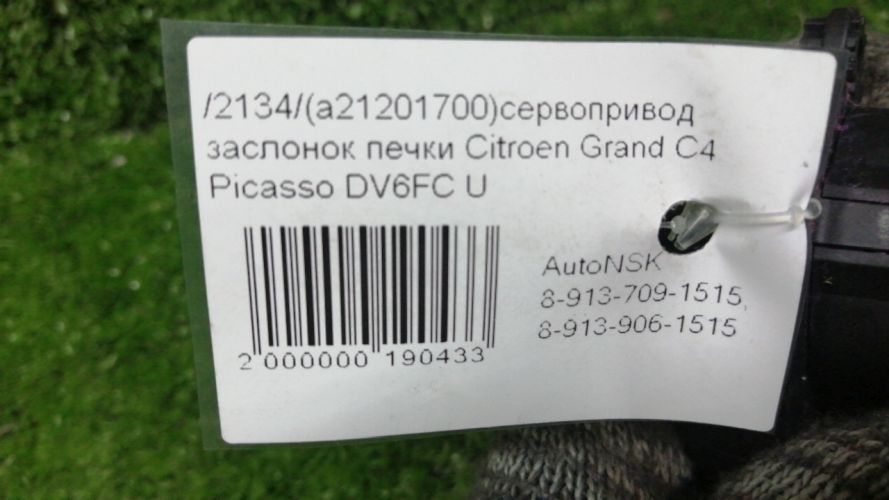 /2134/(a21201700)сервопривод
заслонок печки Citroen Grand C4
Picasso DV6FC U
AutoNSK
8-913-709-1515,
8-913-906-1515
2 000000 190433